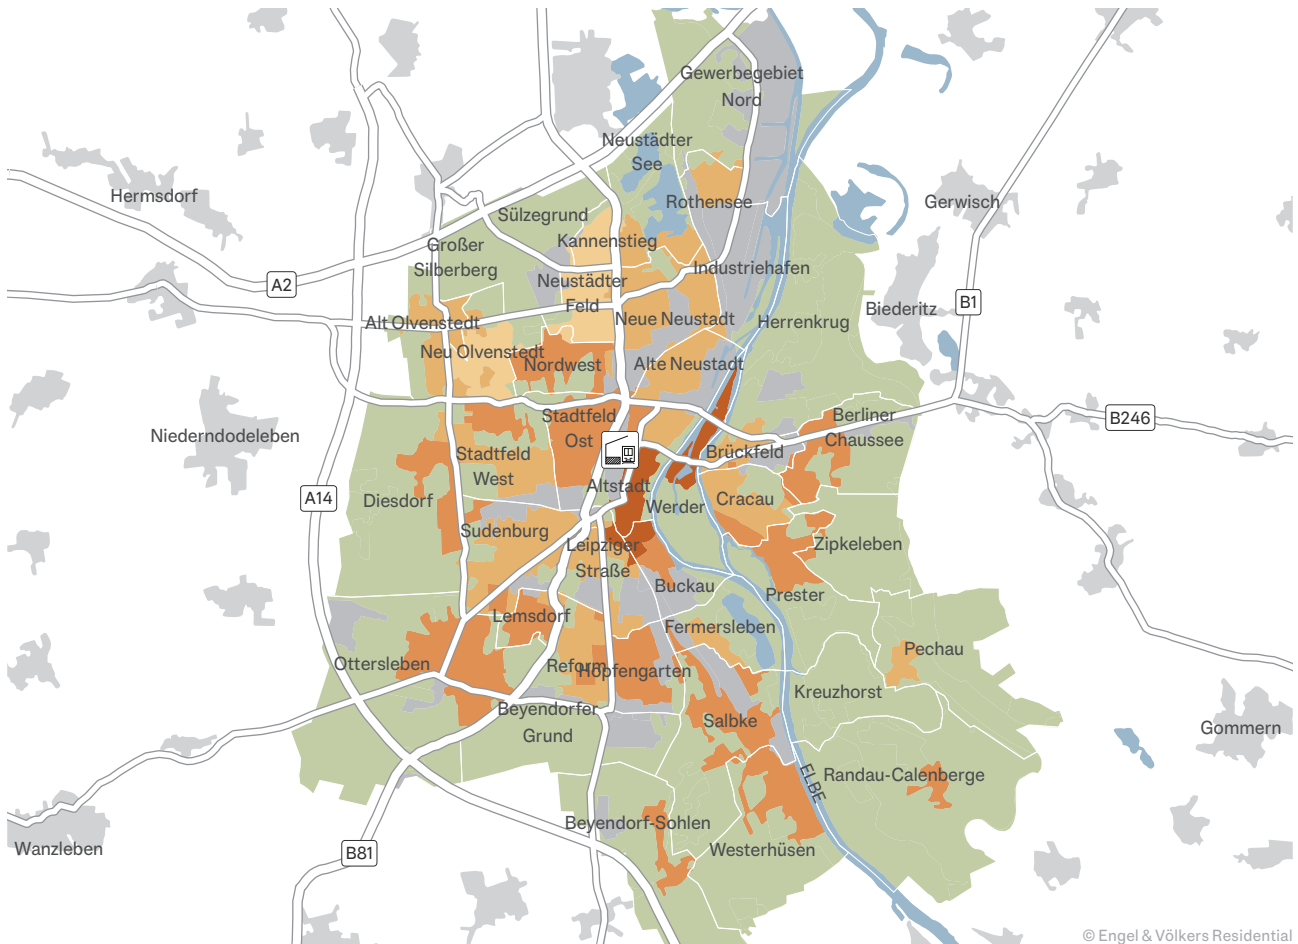 Gewerbegebiet
Nord
Neustädter
See
Hermsdorf
Rothensee
Gerwisch
Sülzegrund
Kannenstieg
Großer
Silberberg
Industriehafen
A2
Neustädter
Feld
B1
Biederitz
Alt Olvenstedt
Neue Neustadt
Herrenkrug
Neu Olvenstedt
Nordwest
Alte Neustadt
Stadtfeld
Ost
Berliner
Chaussee
B246
Niederndodeleben
Stadtfeld
West
Brückfeld
A14
Diesdorf
Altstadt
Werder
Cracau
Sudenburg
Leipziger
Straße
Zipkeleben
Buckau
Prester
Lemsdorf
Fermersleben
Pechau
Ottersleben
Reform
Hopfengarten
Kreuzhorst
Beyendorfer
Grund
Salbke
Gommern
ELBE
Randau-Calenberge
Beyendorf-Sohlen
Wanzleben
B81
Westerhüsen
© Engel & Völkers Residential